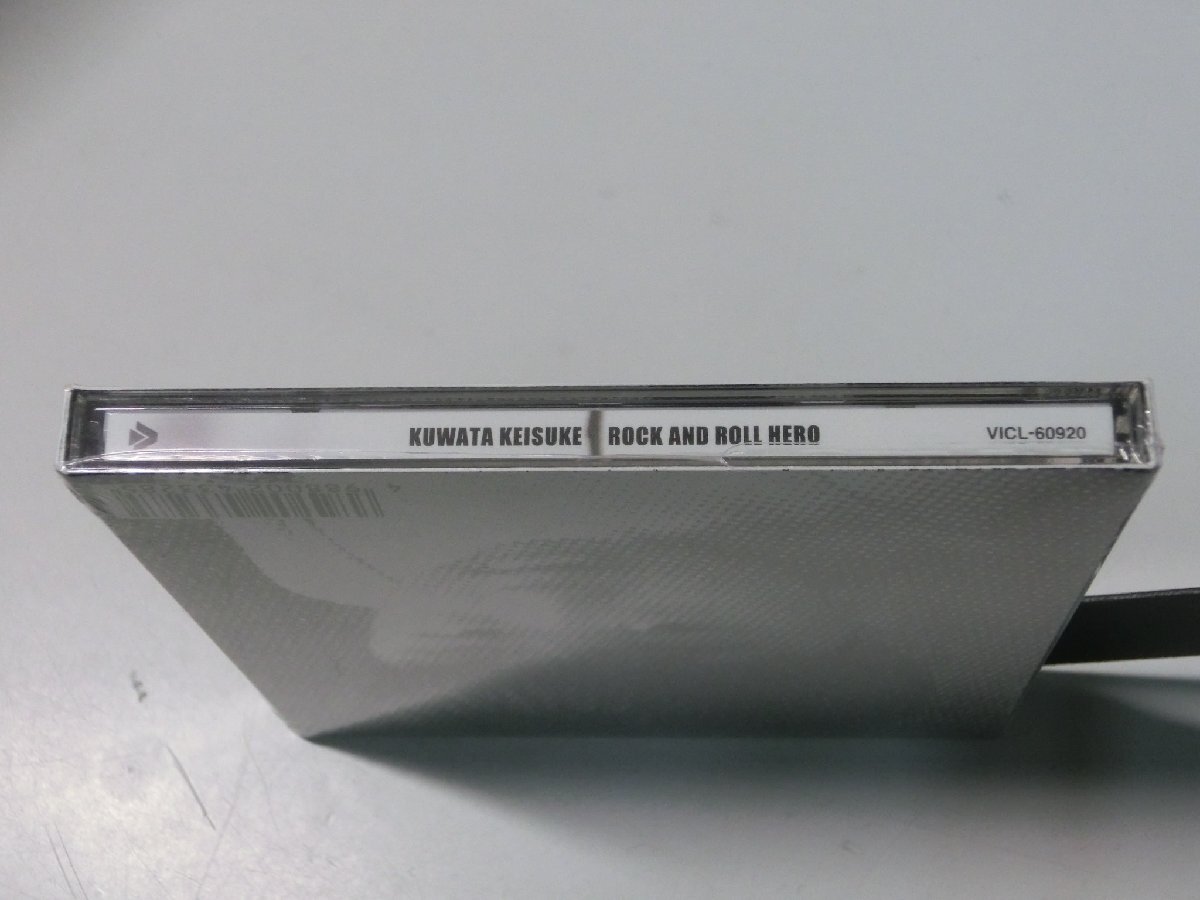 KUWATA KEISUKE ROCK AND ROLL HERO VICL-60920